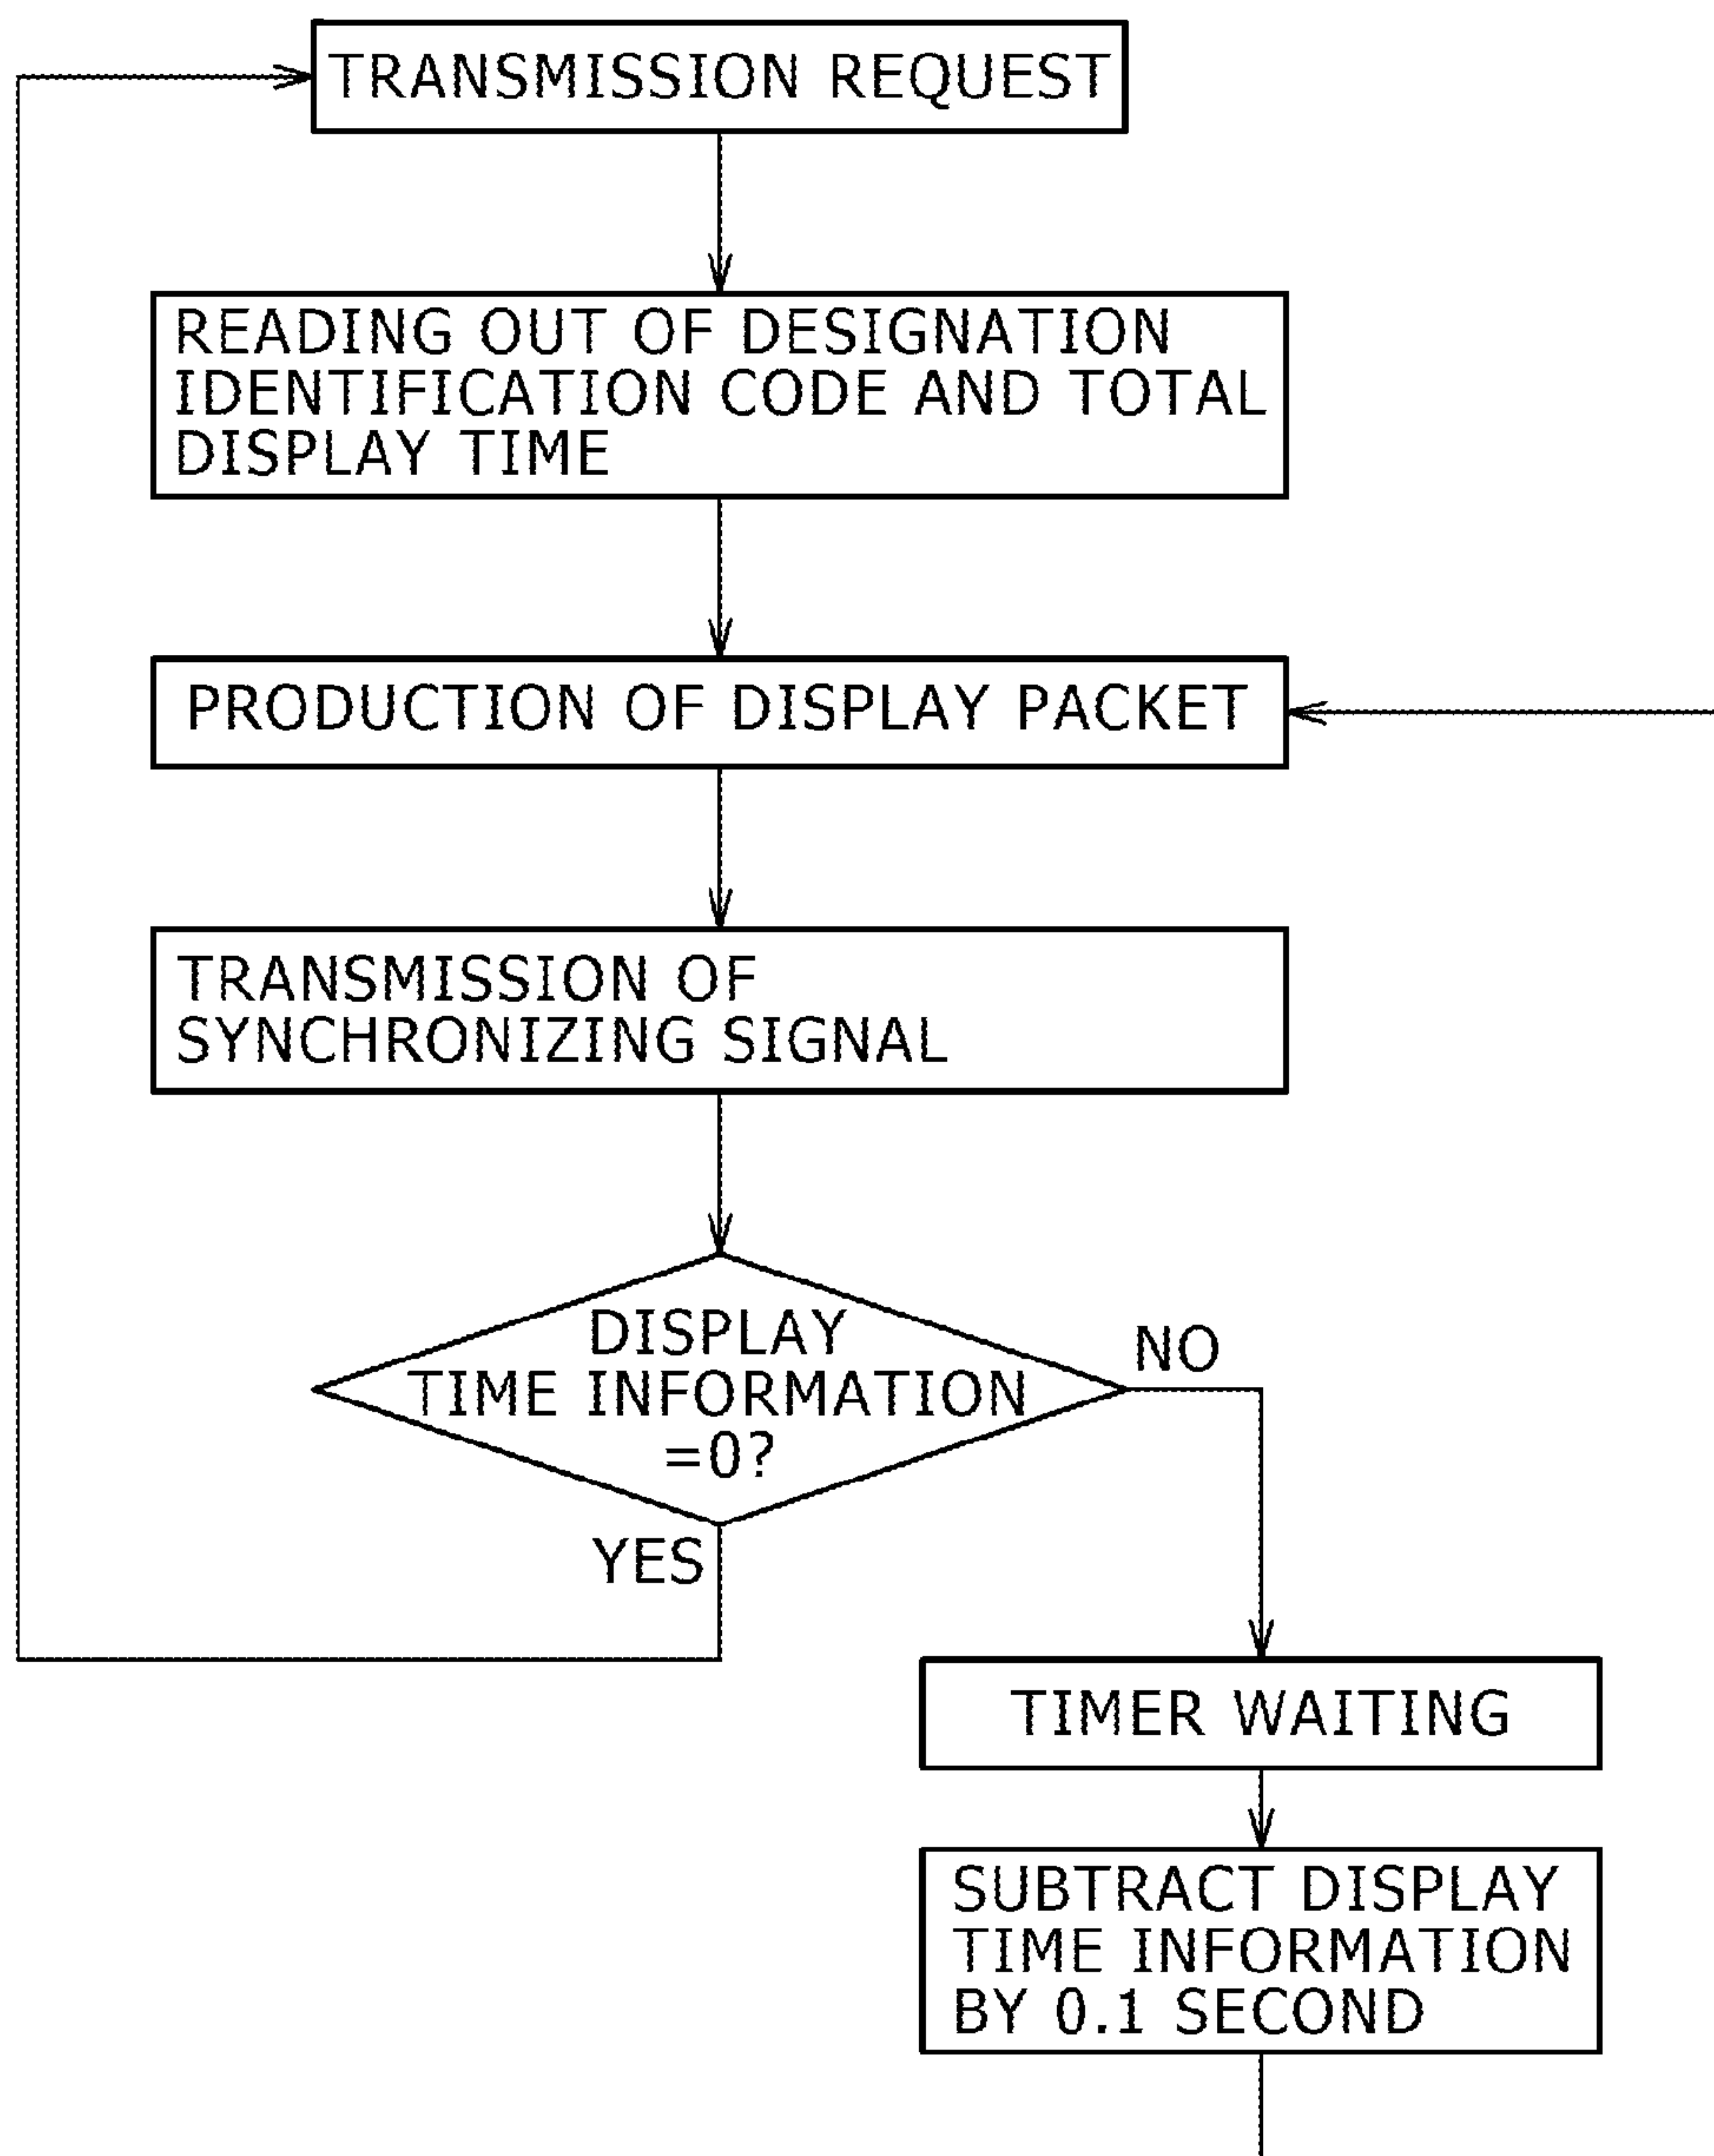 TRANSMISSION REQUEST
READING OUT OF DESIGNATION
IDENTIFICATION CODE AND TOTAL
DISPLAY TIME
PRODUCTION OF DISPLAY PACKET
TRANSMISSION OF
SYNCHRONIZING SIGNAL
DISPLAY
TIME INFORMATION
=0?
NO
YES
TIMER WAITING
SUBTRACT DISPLAY
TIME INFORMATION
BY 0.1 SECOND